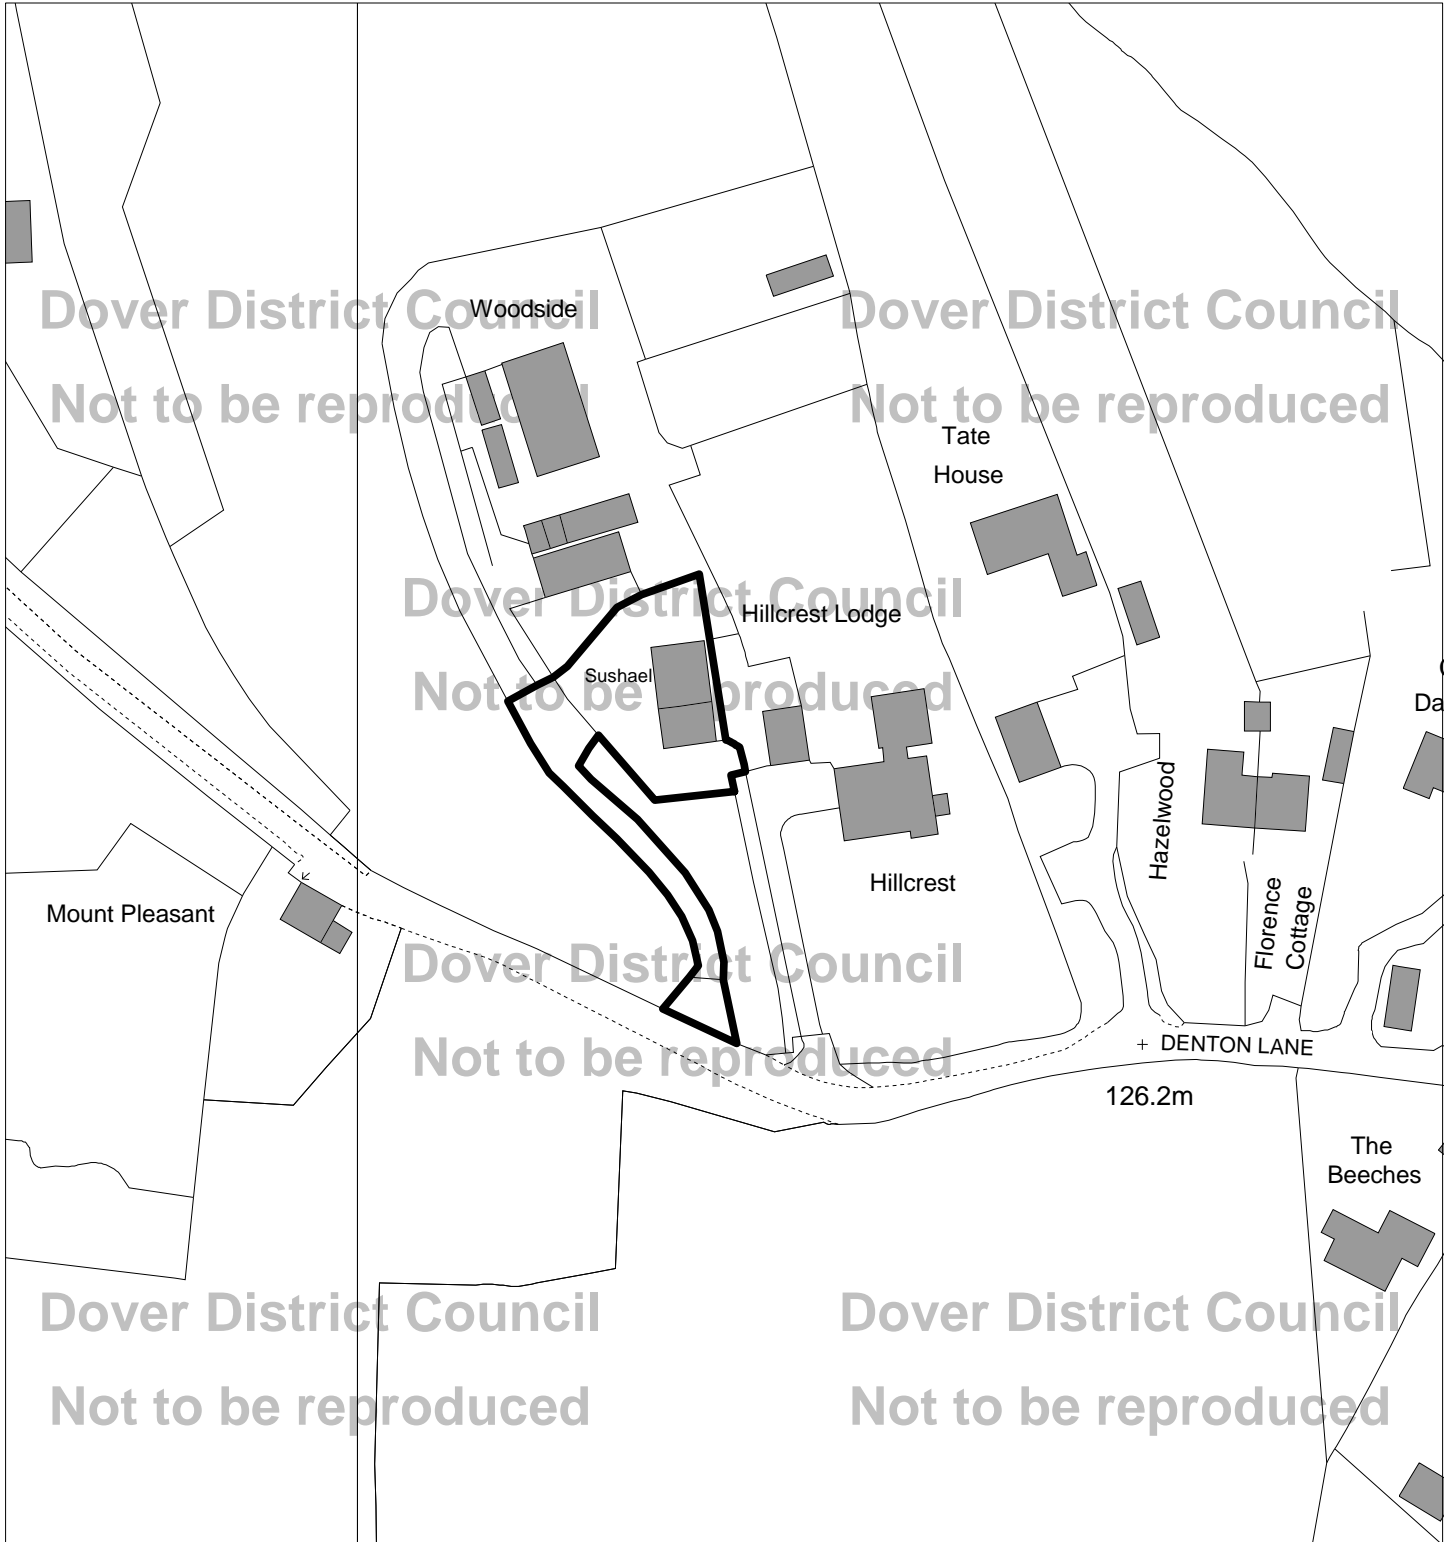 Dover District Council
Dover District Council
Woodside
Not to be reproduced
Not to be reproduced
Tate
House
Dover District Council
Hillcrest Lodge
Sushael
Not to be reproduced
Da
Hazelwood
Hillcrest
Mount Pleasant
Florence
Cottage
Dover District Council
Not to be reproduced
+ DENTON LANE
126.2m
The
Beeches
Dover District Council
Dover District Council
Not to be reproduced
Not to be reproduced